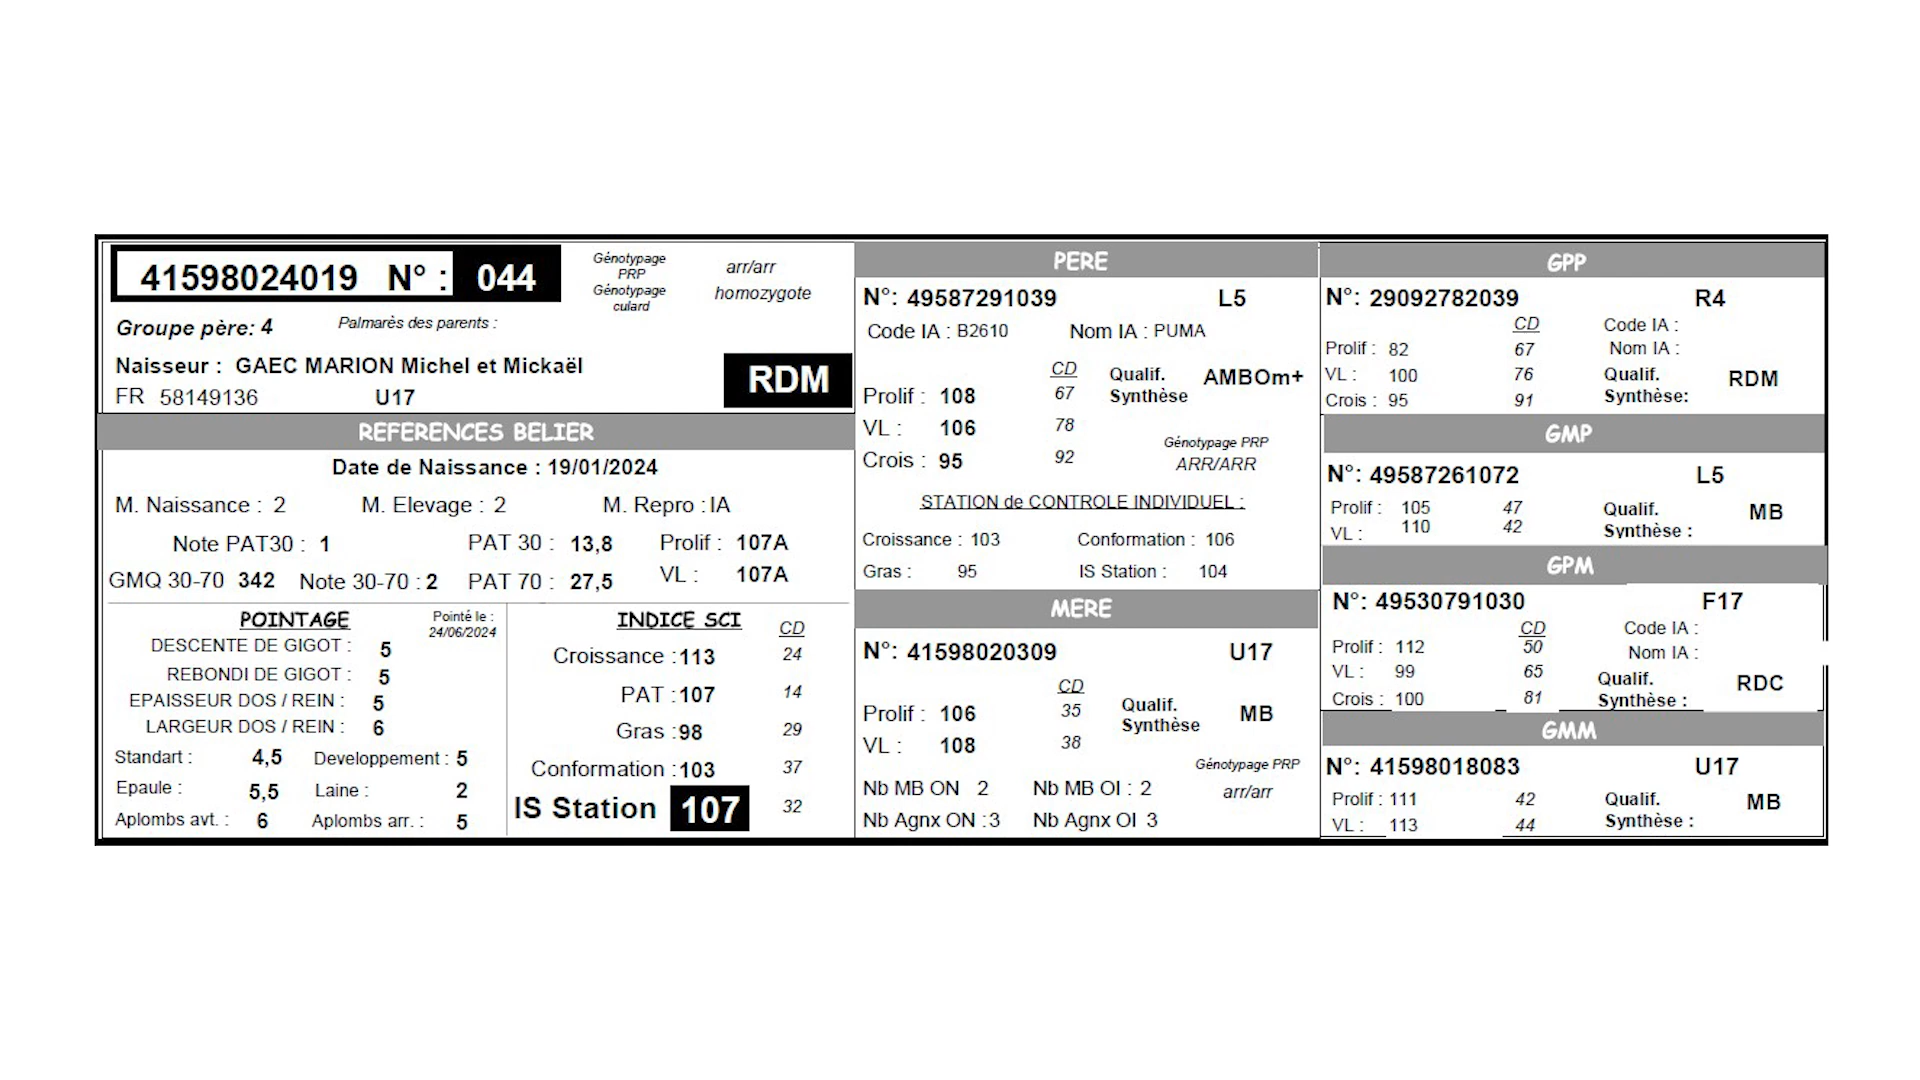 41598024019 N° : 044
Génotypage PRP arr/arr
Génotypage culard homozygote
Groupe père: 4 Palmarès des parents :
Naisseur : GAEC MARION Michel et Mickaël
FR 58149136 U17
RDM
REFERENCES BELIER
Date de Naissance : 19/01/2024
M. Naissance : 2 M. Elevage : 2 M. Repro : IA
Note PAT30 : 1 PAT 30 : 13,8 Prolif : 107A
GMQ 30-70 342 Note 30-70 : 2 PAT 70 : 27,5 VL : 107A
POINTAGE Pointé le : 24/06/2024
DESCENTE DE GIGOT : 5
REBONDI DE GIGOT : 5
EPAISSEUR DOS / REIN : 5
LARGEUR DOS / REIN : 6
Standart : 4,5 Developpement : 5
Epaule : 5,5 Laine : 2
Aplombs avt. : 6 Aplombs arr. : 5
INDICE SCI CD
Croissance : 113 24
PAT : 107 14
Gras : 98 29
Conformation : 103 37
IS Station 107 32
PERE
N°: 49587291039 L5
Code IA : B2610 Nom IA : PUMA
CD
Prolif : 108 67
VL : 106 78
Crois : 95 92
Qualif. Synthèse AMBOm+
Génotypage PRP
ARR/ARR
STATION de CONTROLE INDIVIDUEL :
Croissance : 103 Conformation : 106
Gras : 95 IS Station : 104
MERE
N°: 41598020309 U17
CD
Prolif : 106 35
VL : 108 38
Qualif. Synthèse MB
Génotypage PRP
arr/arr
Nb MB ON 2 Nb MB OI : 2
Nb Agnx ON :3 Nb Agnx OI 3
GPP
N°: 29092782039 R4
CD Code IA :
Prolif : 82 67 Nom IA :
VL : 100 76 Qualif.
Crois : 95 91 Synthèse: RDM
GMP
N°: 49587261072 L5
Prolif : 105 47 Qualif.
VL : 110 42 Synthèse : MB
GPM
N°: 49530791030 F17
CD Code IA :
Prolif : 112 50 Nom IA :
VL : 99 65 Qualif.
Crois : 100 81 Synthèse : RDC
GMM
N°: 41598018083 U17
Prolif : 111 42 Qualif.
VL : 113 44 Synthèse : MB